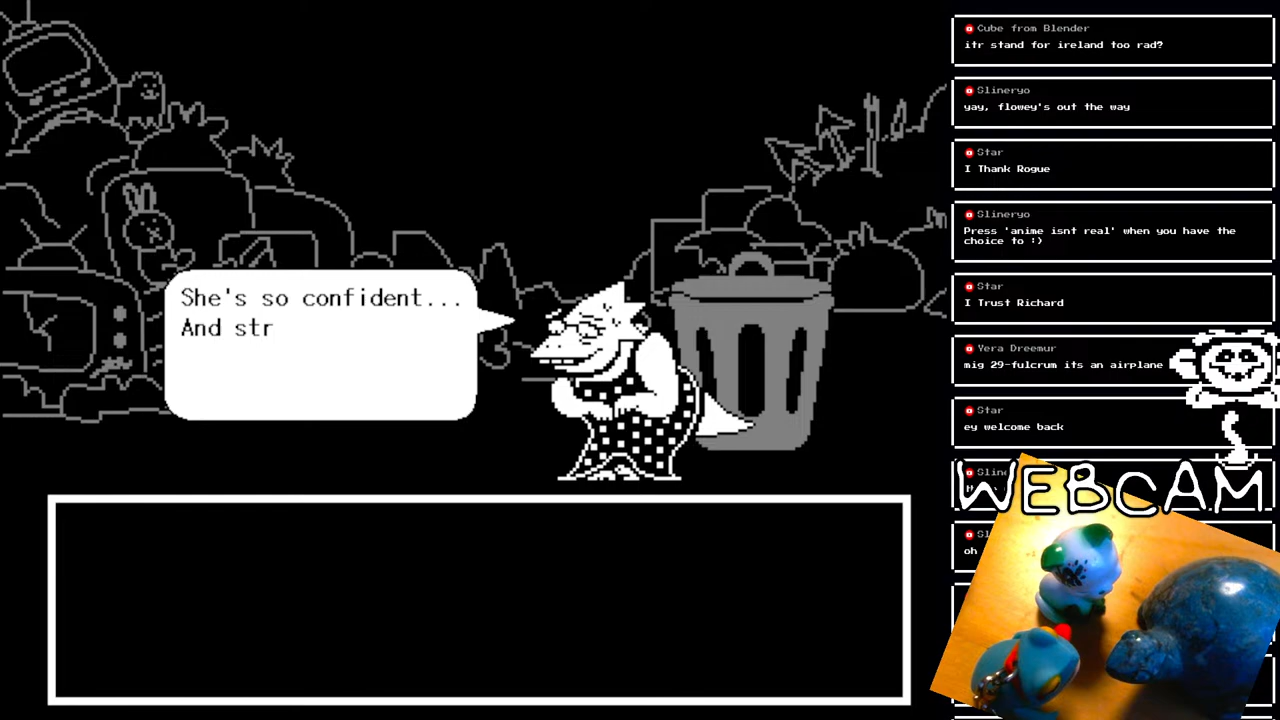 She's so confident...
And str
Cube from Blender
itr stand for ireland too rad?
Slineryo
yay, flowey's out the way
Star
I Thank Rogue
Slineryo
Press 'anime isnt real' when you have the
choice to :)
Star
I Trust Richard
Vera Dreemur
mig 29-fulcrum its an airplane
Star
ey welcome back
Sline
WEBCAM
Sl
oh